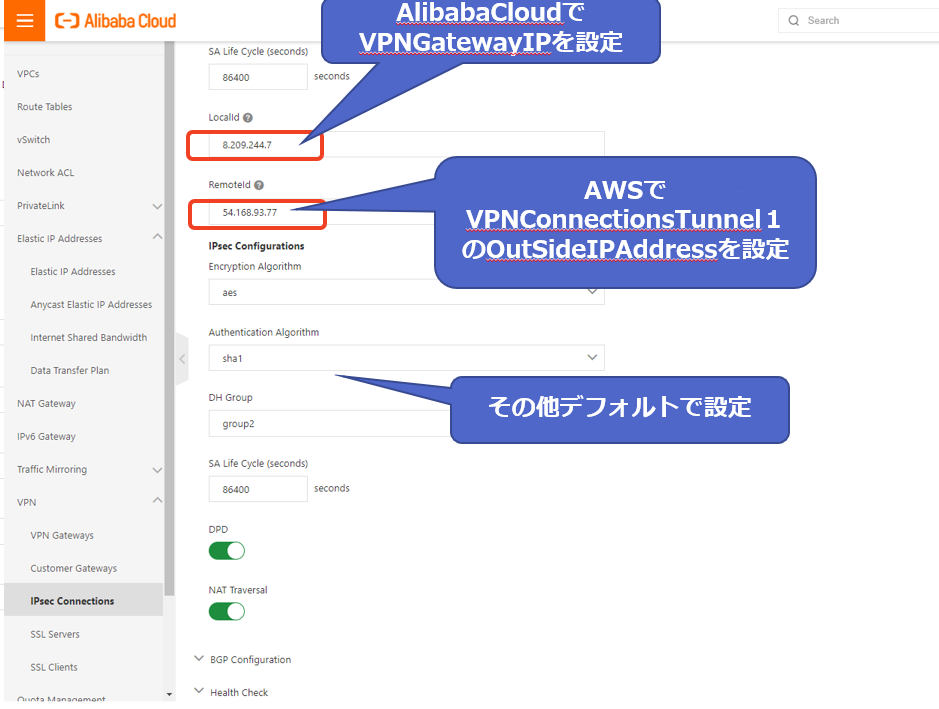 Alibaba Cloud
Search
VPCs
Route Tables
vSwitch
Network ACL
PrivateLink
Elastic IP Addresses
Elastic IP Addresses
Anycast Elastic IP Addresses
Internet Shared Bandwidth
Data Transfer Plan
NAT Gateway
IPv6 Gateway
Traffic Mirroring
VPN
VPN Gateways
Customer Gateways
IPsec Connections
SSL Servers
SSL Clients
Quota Management
AlibabaCloudで
VPNGatewayIPを設定
SA Life Cycle (seconds)
86400 seconds
LocalId
8.209.244.7
RemoteId
54.168.93.77
AWSで
VPNConnectionsTunnel１
のOutSideIPAddressを設定
IPsec Configurations
Encryption Algorithm
aes
Authentication Algorithm
sha1
その他デフォルトで設定
DH Group
group2
SA Life Cycle (seconds)
86400 seconds
DPD
NAT Traversal
BGP Configuration
Health Check